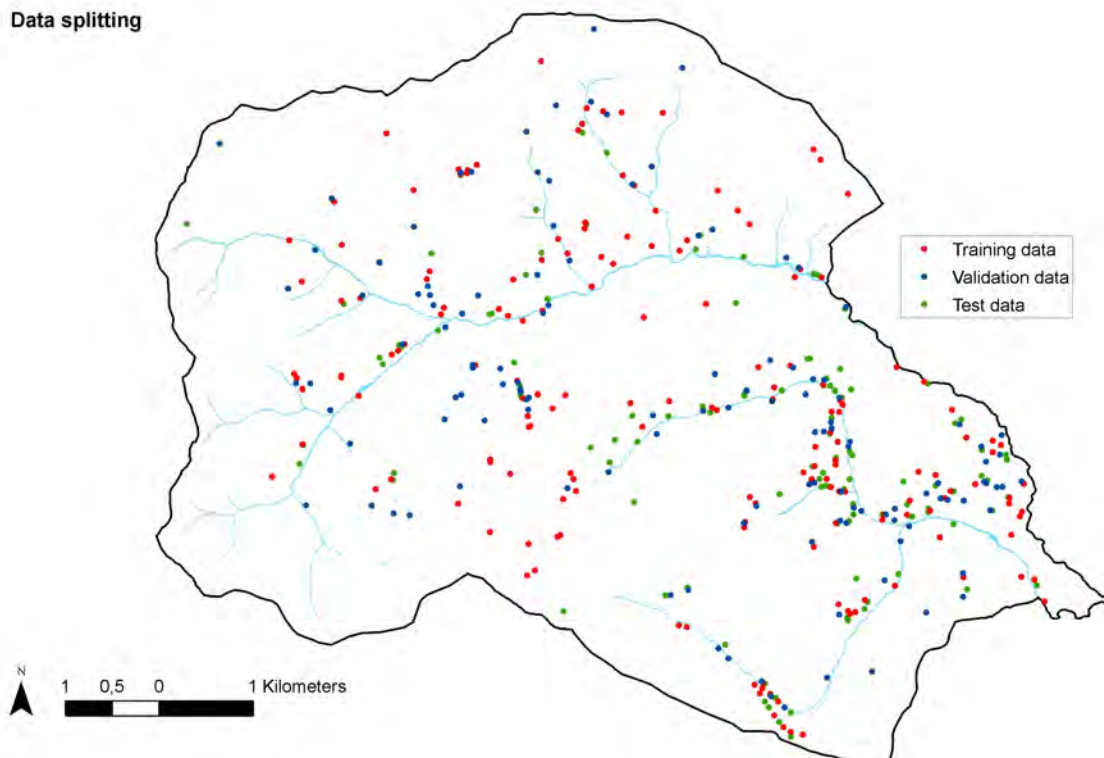 Data splitting
Training data
Validation data
Test data
N
1 0,5 0 1 Kilometers